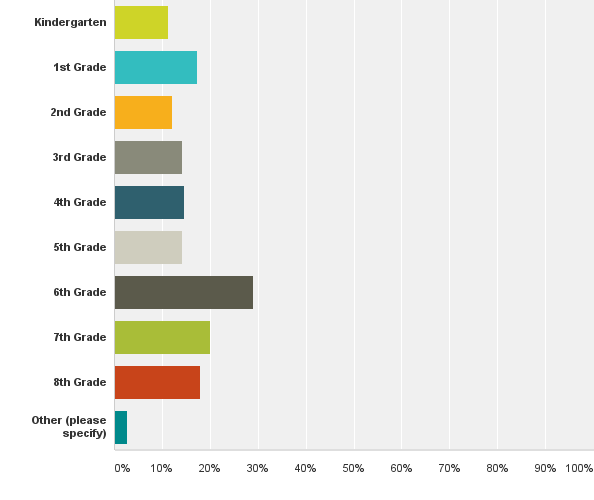 Kindergarten
1st Grade
2nd Grade
3rd Grade
4th Grade
5th Grade
6th Grade
7th Grade
8th Grade
Other (please
specify)
0% 10% 20% 30% 40% 50% 60% 70% 80% 90% 100%